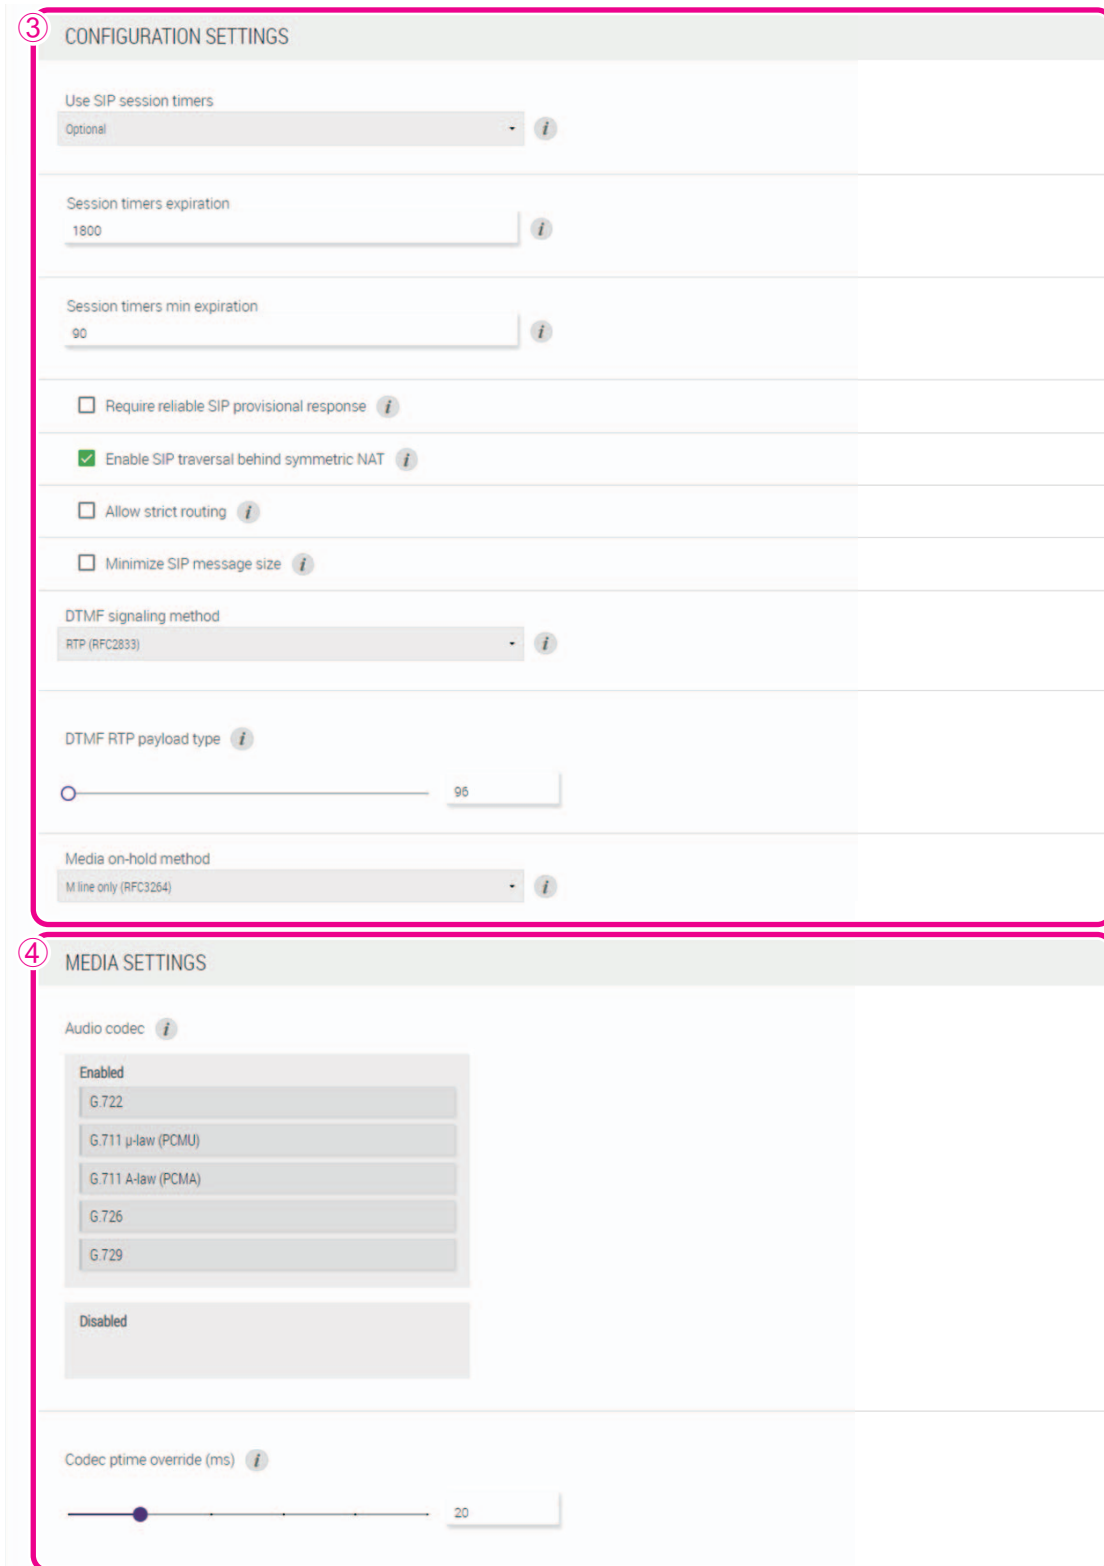 ③
CONFIGURATION SETTINGS
Use SIP session timers
Optional
i
Session timers expiration
1800
i
Session timers min expiration
90
i
Require reliable SIP provisional response i
Enable SIP traversal behind symmetric NAT i
Allow strict routing i
Minimize SIP message size i
DTMF signaling method
RTP (RFC2833)
i
DTMF RTP payload type i
96
Media on-hold method
M line only (RFC3264)
i
④
MEDIA SETTINGS
Audio codec i
Enabled
G.722
G.711 μ-law (PCMU)
G.711 A-law (PCMA)
G.726
G.729
Disabled
Codec ptime override (ms) i
20